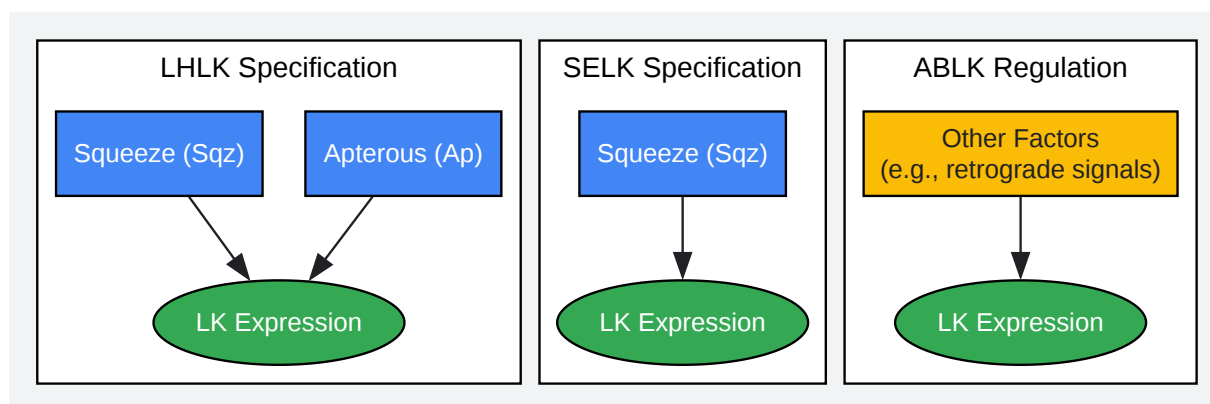 LHLK Specification
Squeeze (Sqz)
Apterous (Ap)
LK Expression
SELK Specification
Squeeze (Sqz)
LK Expression
ABLK Regulation
Other Factors
(e.g., retrograde signals)
LK Expression